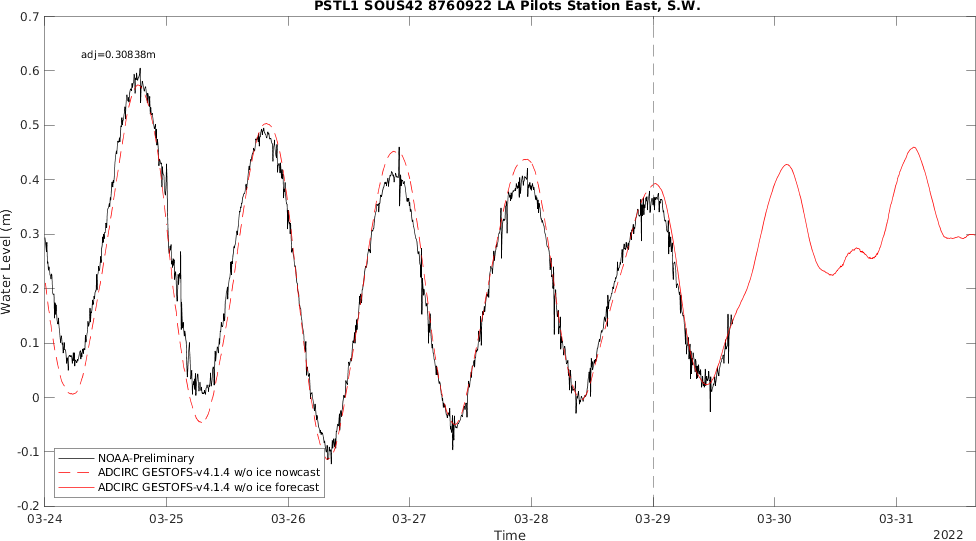 PSTL1 SOUS42 8760922 LA Pilots Station East, S.W.
0.7
0.6
0.5
0.4
0.3
0.2
0.1
0
-0.1
-0.2
Water Level (m)
adj=0.30838m
NOAA-Preliminary
ADCIRC GESTOFS-v4.1.4 w/o ice nowcast
ADCIRC GESTOFS-v4.1.4 w/o ice forecast
03-24 03-25 03-26 03-27 03-28 03-29 03-30 03-31
Time
2022